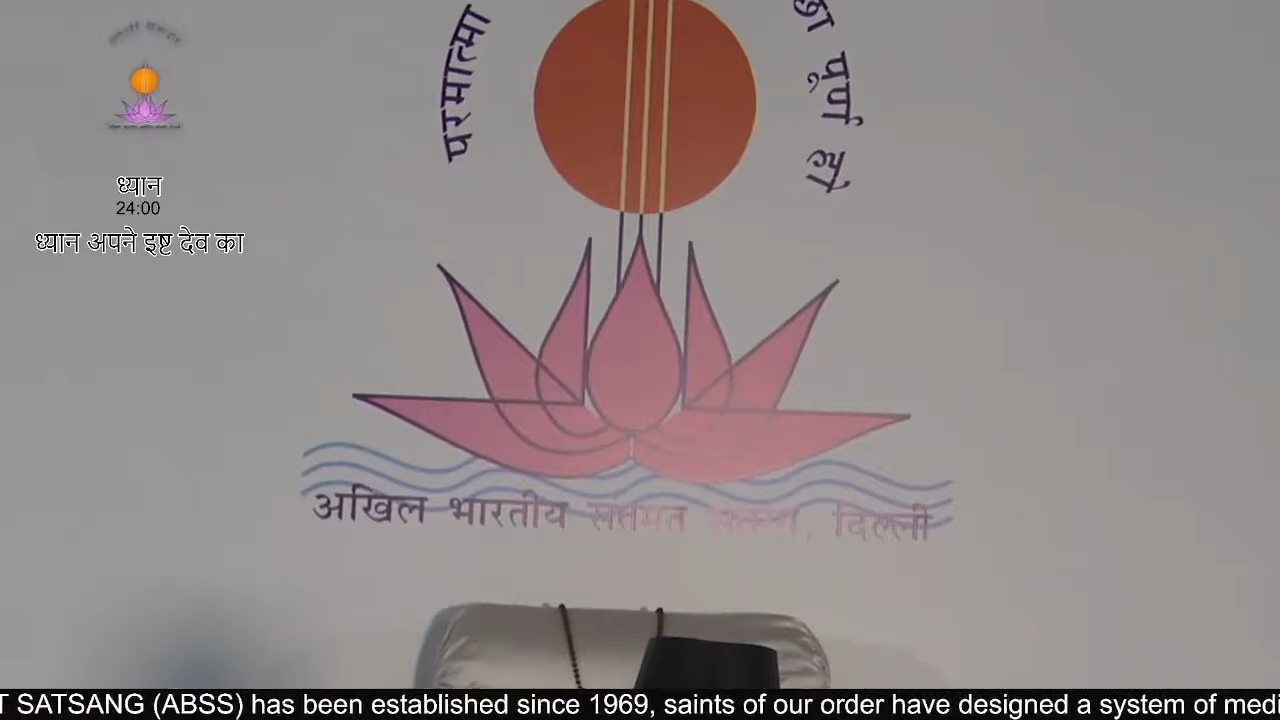 परमात्मा
पूर्ण हो
ध्यान
24:00
ध्यान अपने इष्ट देव का
अखिल भारतीय संतमत सत्संग, दिल्ली
T SATSANG (ABSS) has been established since 1969, saints of our order have designed a system of medi